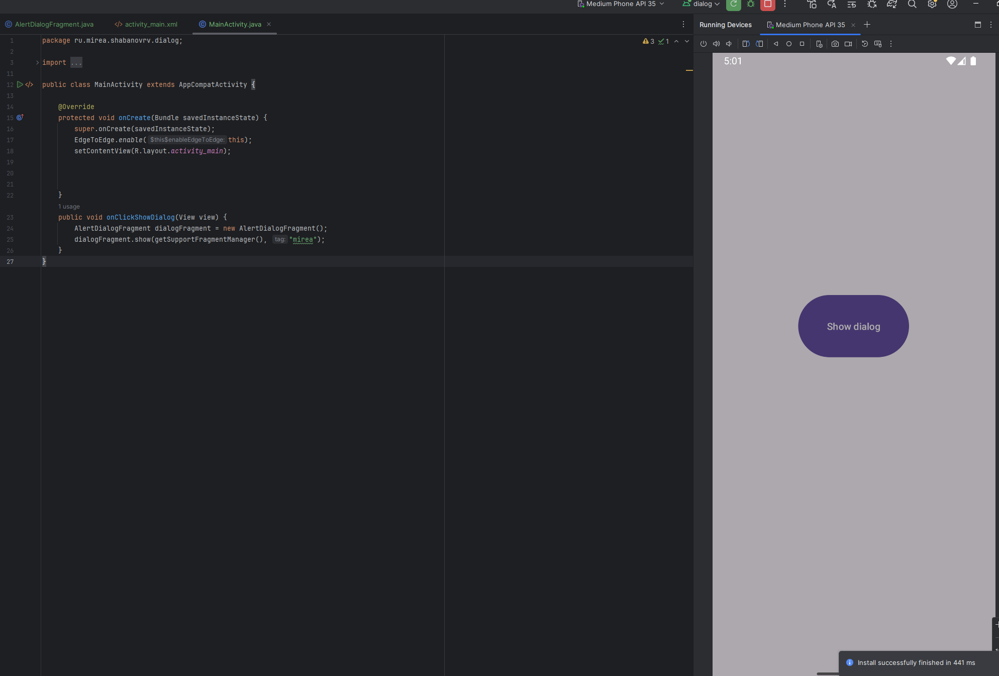 Medium Phone API 35
dialog
AlertDialogFragment.java
activity_main.xml
MainActivity.java
Running Devices
Medium Phone API 35
3 1
1 package ru.mirea.shabanovrv.dialog;
2
3 import ...
11
12 public class MainActivity extends AppCompatActivity {
13
14 @Override
15 protected void onCreate(Bundle savedInstanceState) {
16 super.onCreate(savedInstanceState);
17 EdgeToEdge.enable( $this$enableEdgeToEdge: this);
18 setContentView(R.layout.activity_main);
19
20
21
22 }
1 usage
23 public void onClickShowDialog(View view) {
24 AlertDialogFragment dialogFragment = new AlertDialogFragment();
25 dialogFragment.show(getSupportFragmentManager(), tag: "mirea");
26 }
27 }
5:01
Show dialog
Install successfully finished in 441 ms